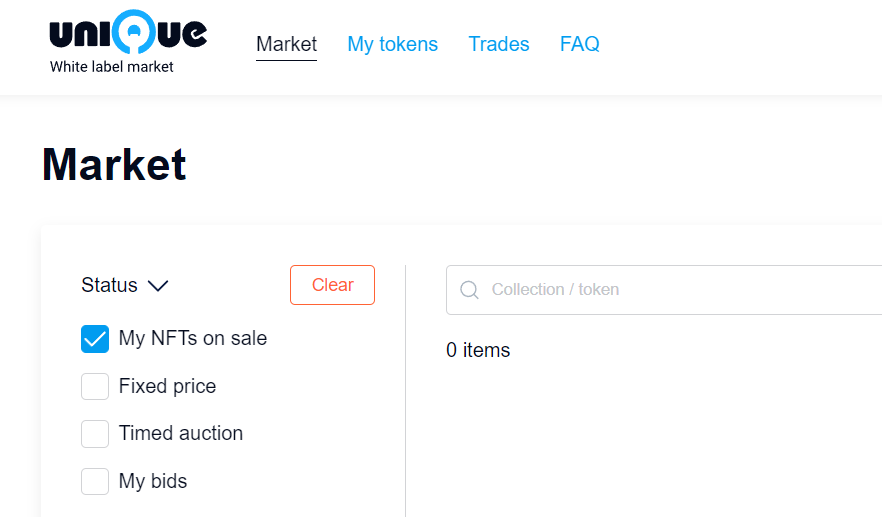 unique
White label market
Market
My tokens
Trades
FAQ
Market
Status
Clear
My NFTs on sale
Fixed price
Timed auction
My bids
Collection / token
0 items